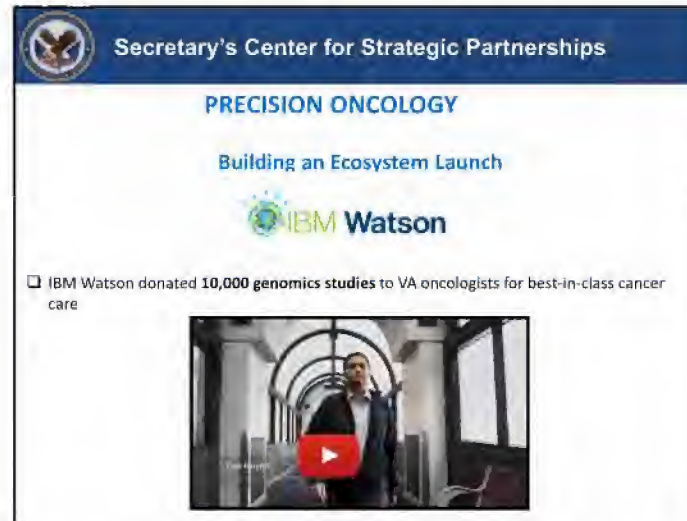 Secretary's Center for Strategic Partnerships
PRECISION ONCOLOGY
Building an Ecosystem Launch
IBM Watson
IBM Watson donated 10,000 genomics studies to VA oncologists for best-in-class cancer
care